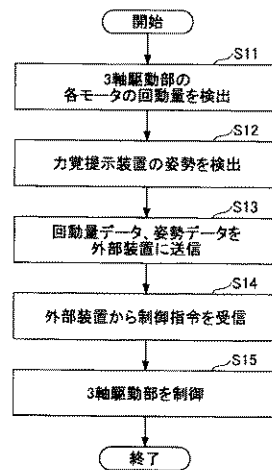 開始
S11
3軸駆動部の
各モータの回動量を検出
S12
力覚提示装置の姿勢を検出
S13
回動量データ、姿勢データを
外部装置に送信
S14
外部装置から制御指令を受信
S15
3軸駆動部を制御
終了